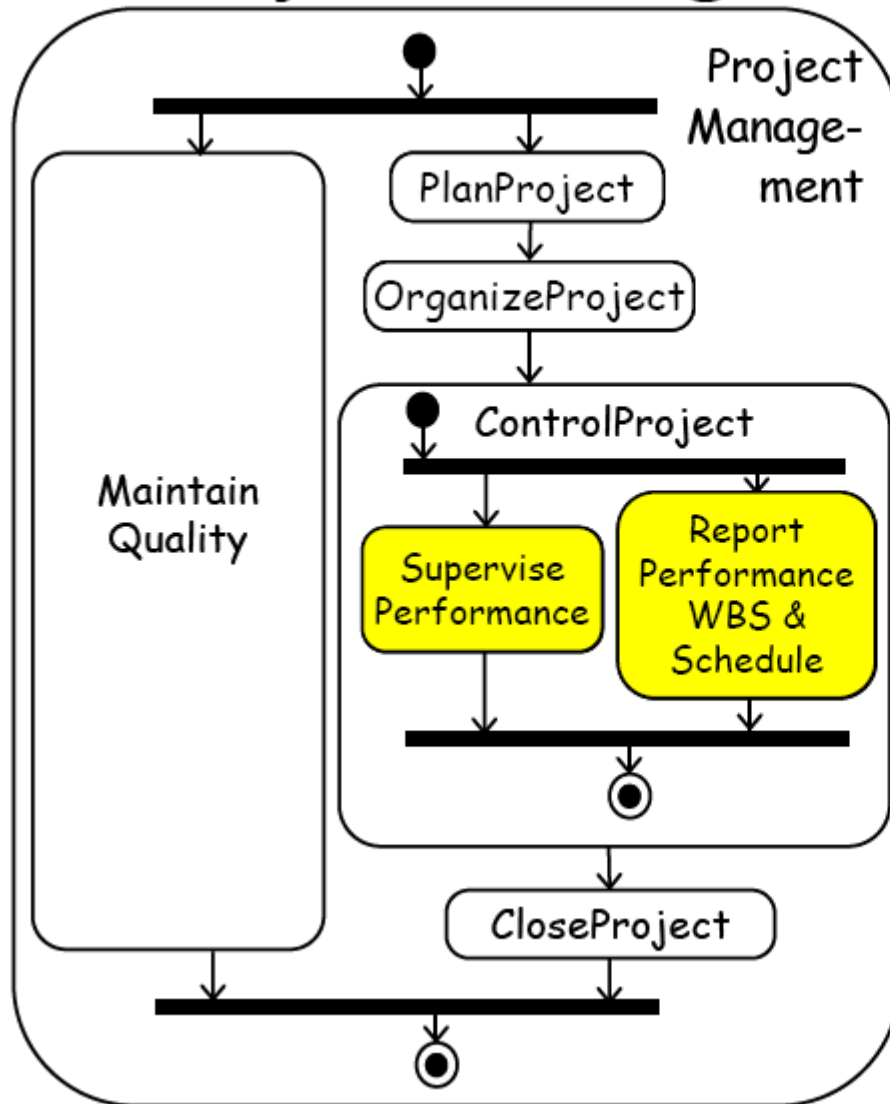 Project
Manage-
ment
PlanProject
OrganizeProject
ControlProject
Maintain
Quality
Supervise
Performance
Report
Performance
WBS &
Schedule
CloseProject